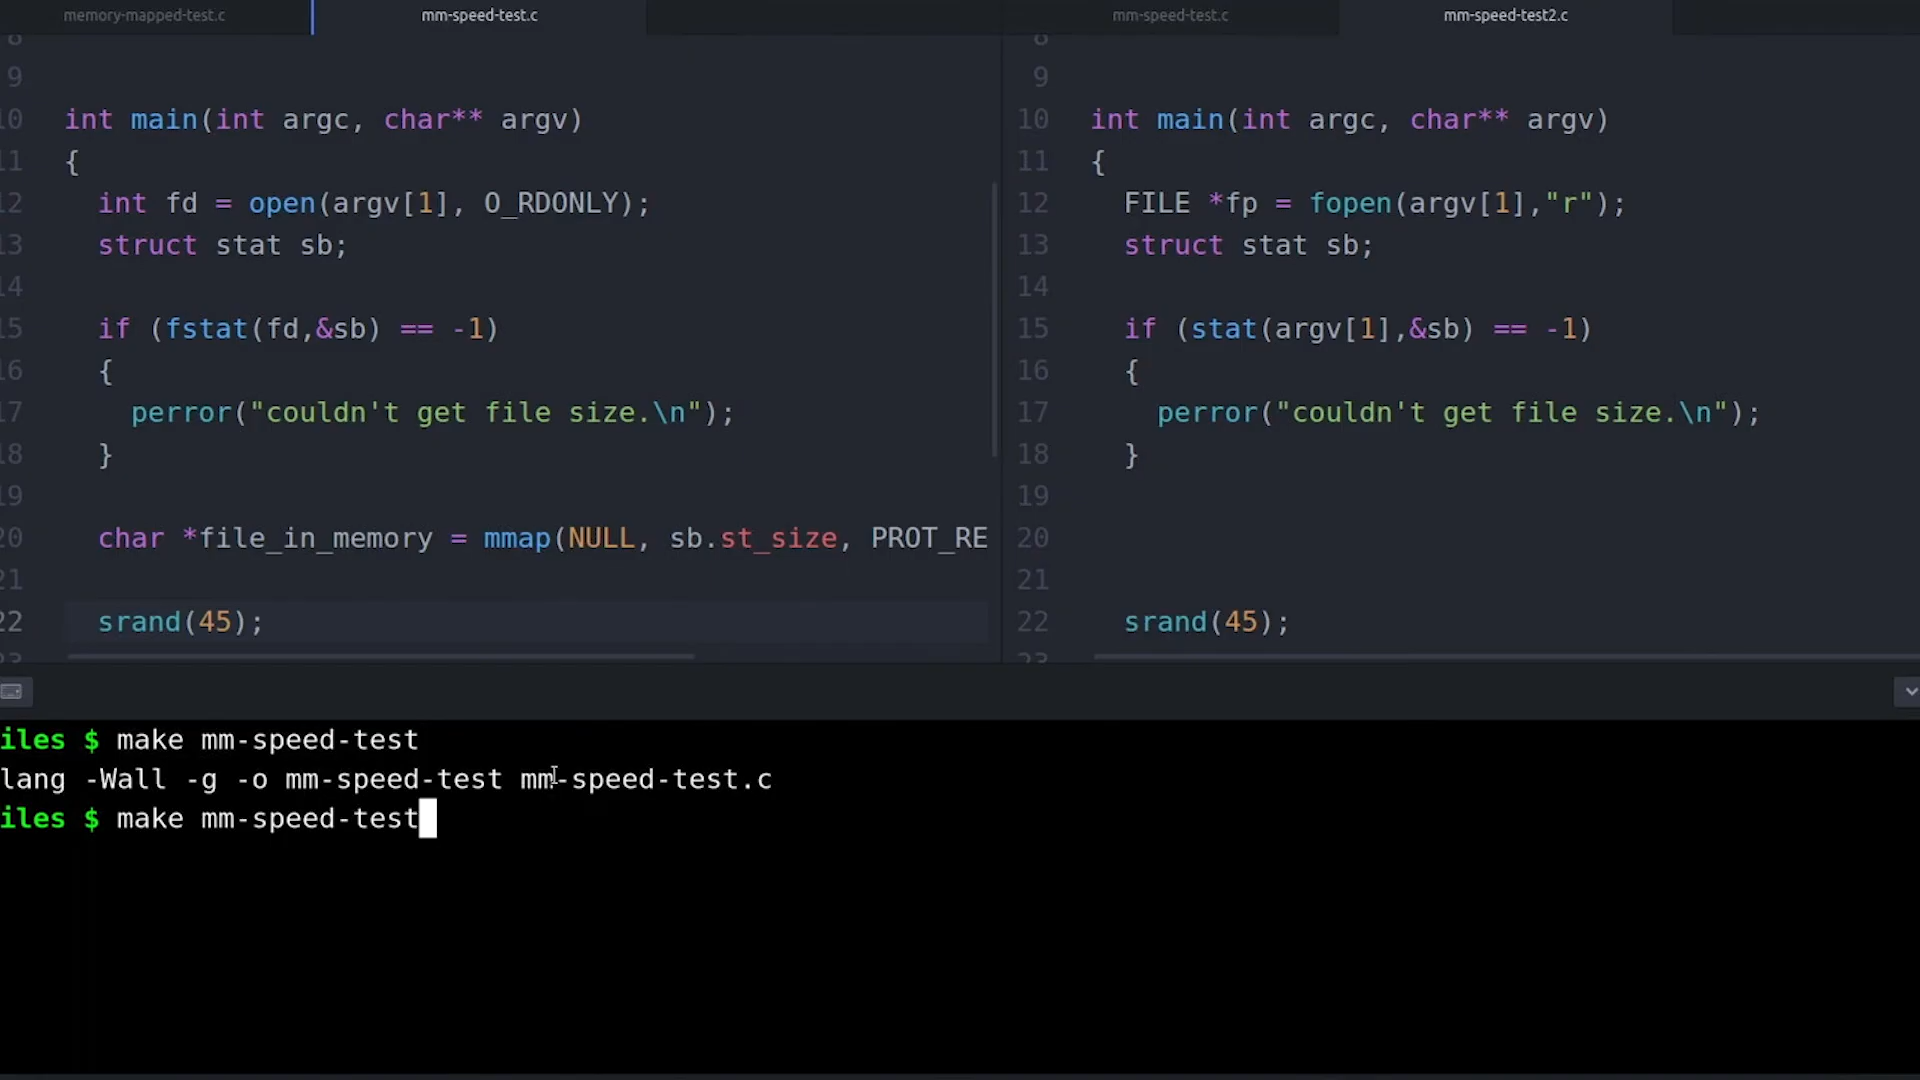 memory-mapped-test.c
mm-speed-test.c
8
9
10 int main(int argc, char** argv)
11 {
12 int fd = open(argv[1], O_RDONLY);
13 struct stat sb;
14
15 if (fstat(fd,&sb) == -1)
16 {
17 perror("couldn't get file size.\n");
18 }
19
20 char *file_in_memory = mmap(NULL, sb.st_size, PROT_RE
21
22 srand(45);
23
mm-speed-test.c
mm-speed-test2.c
8
9
10 int main(int argc, char** argv)
11 {
12 FILE *fp = fopen(argv[1],"r");
13 struct stat sb;
14
15 if (stat(argv[1],&sb) == -1)
16 {
17 perror("couldn't get file size.\n");
18 }
19
20
21
22 srand(45);
23
iles $ make mm-speed-test
lang -Wall -g -o mm-speed-test mm-speed-test.c
iles $ make mm-speed-test